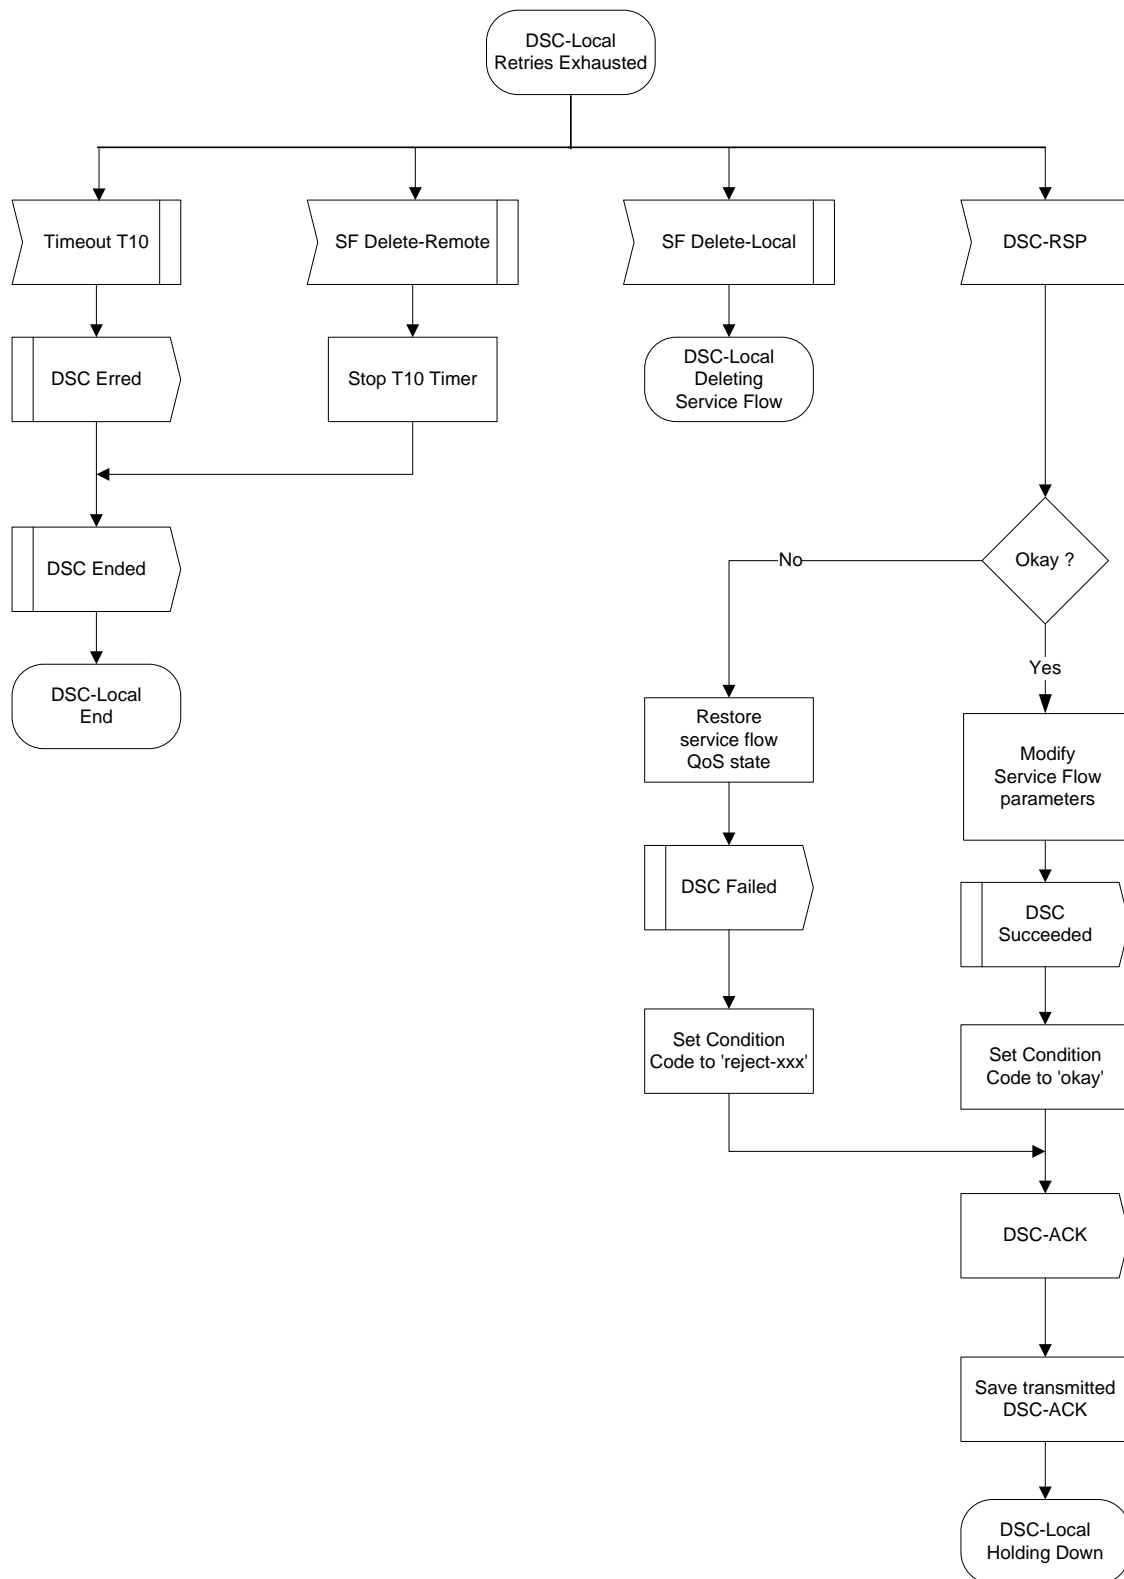 DSC-Local
Retries Exhausted
Timeout T10
SF Delete-Remote
SF Delete-Local
DSC-RSP
DSC Erred
Stop T10 Timer
DSC-Local
Deleting
Service Flow
DSC Ended
No
Okay ?
Yes
DSC-Local
End
Restore
service flow
QoS state
Modify
Service Flow
parameters
DSC Failed
DSC
Succeeded
Set Condition
Code to 'reject-xxx'
Set Condition
Code to 'okay'
DSC-ACK
Save transmitted
DSC-ACK
DSC-Local
Holding Down